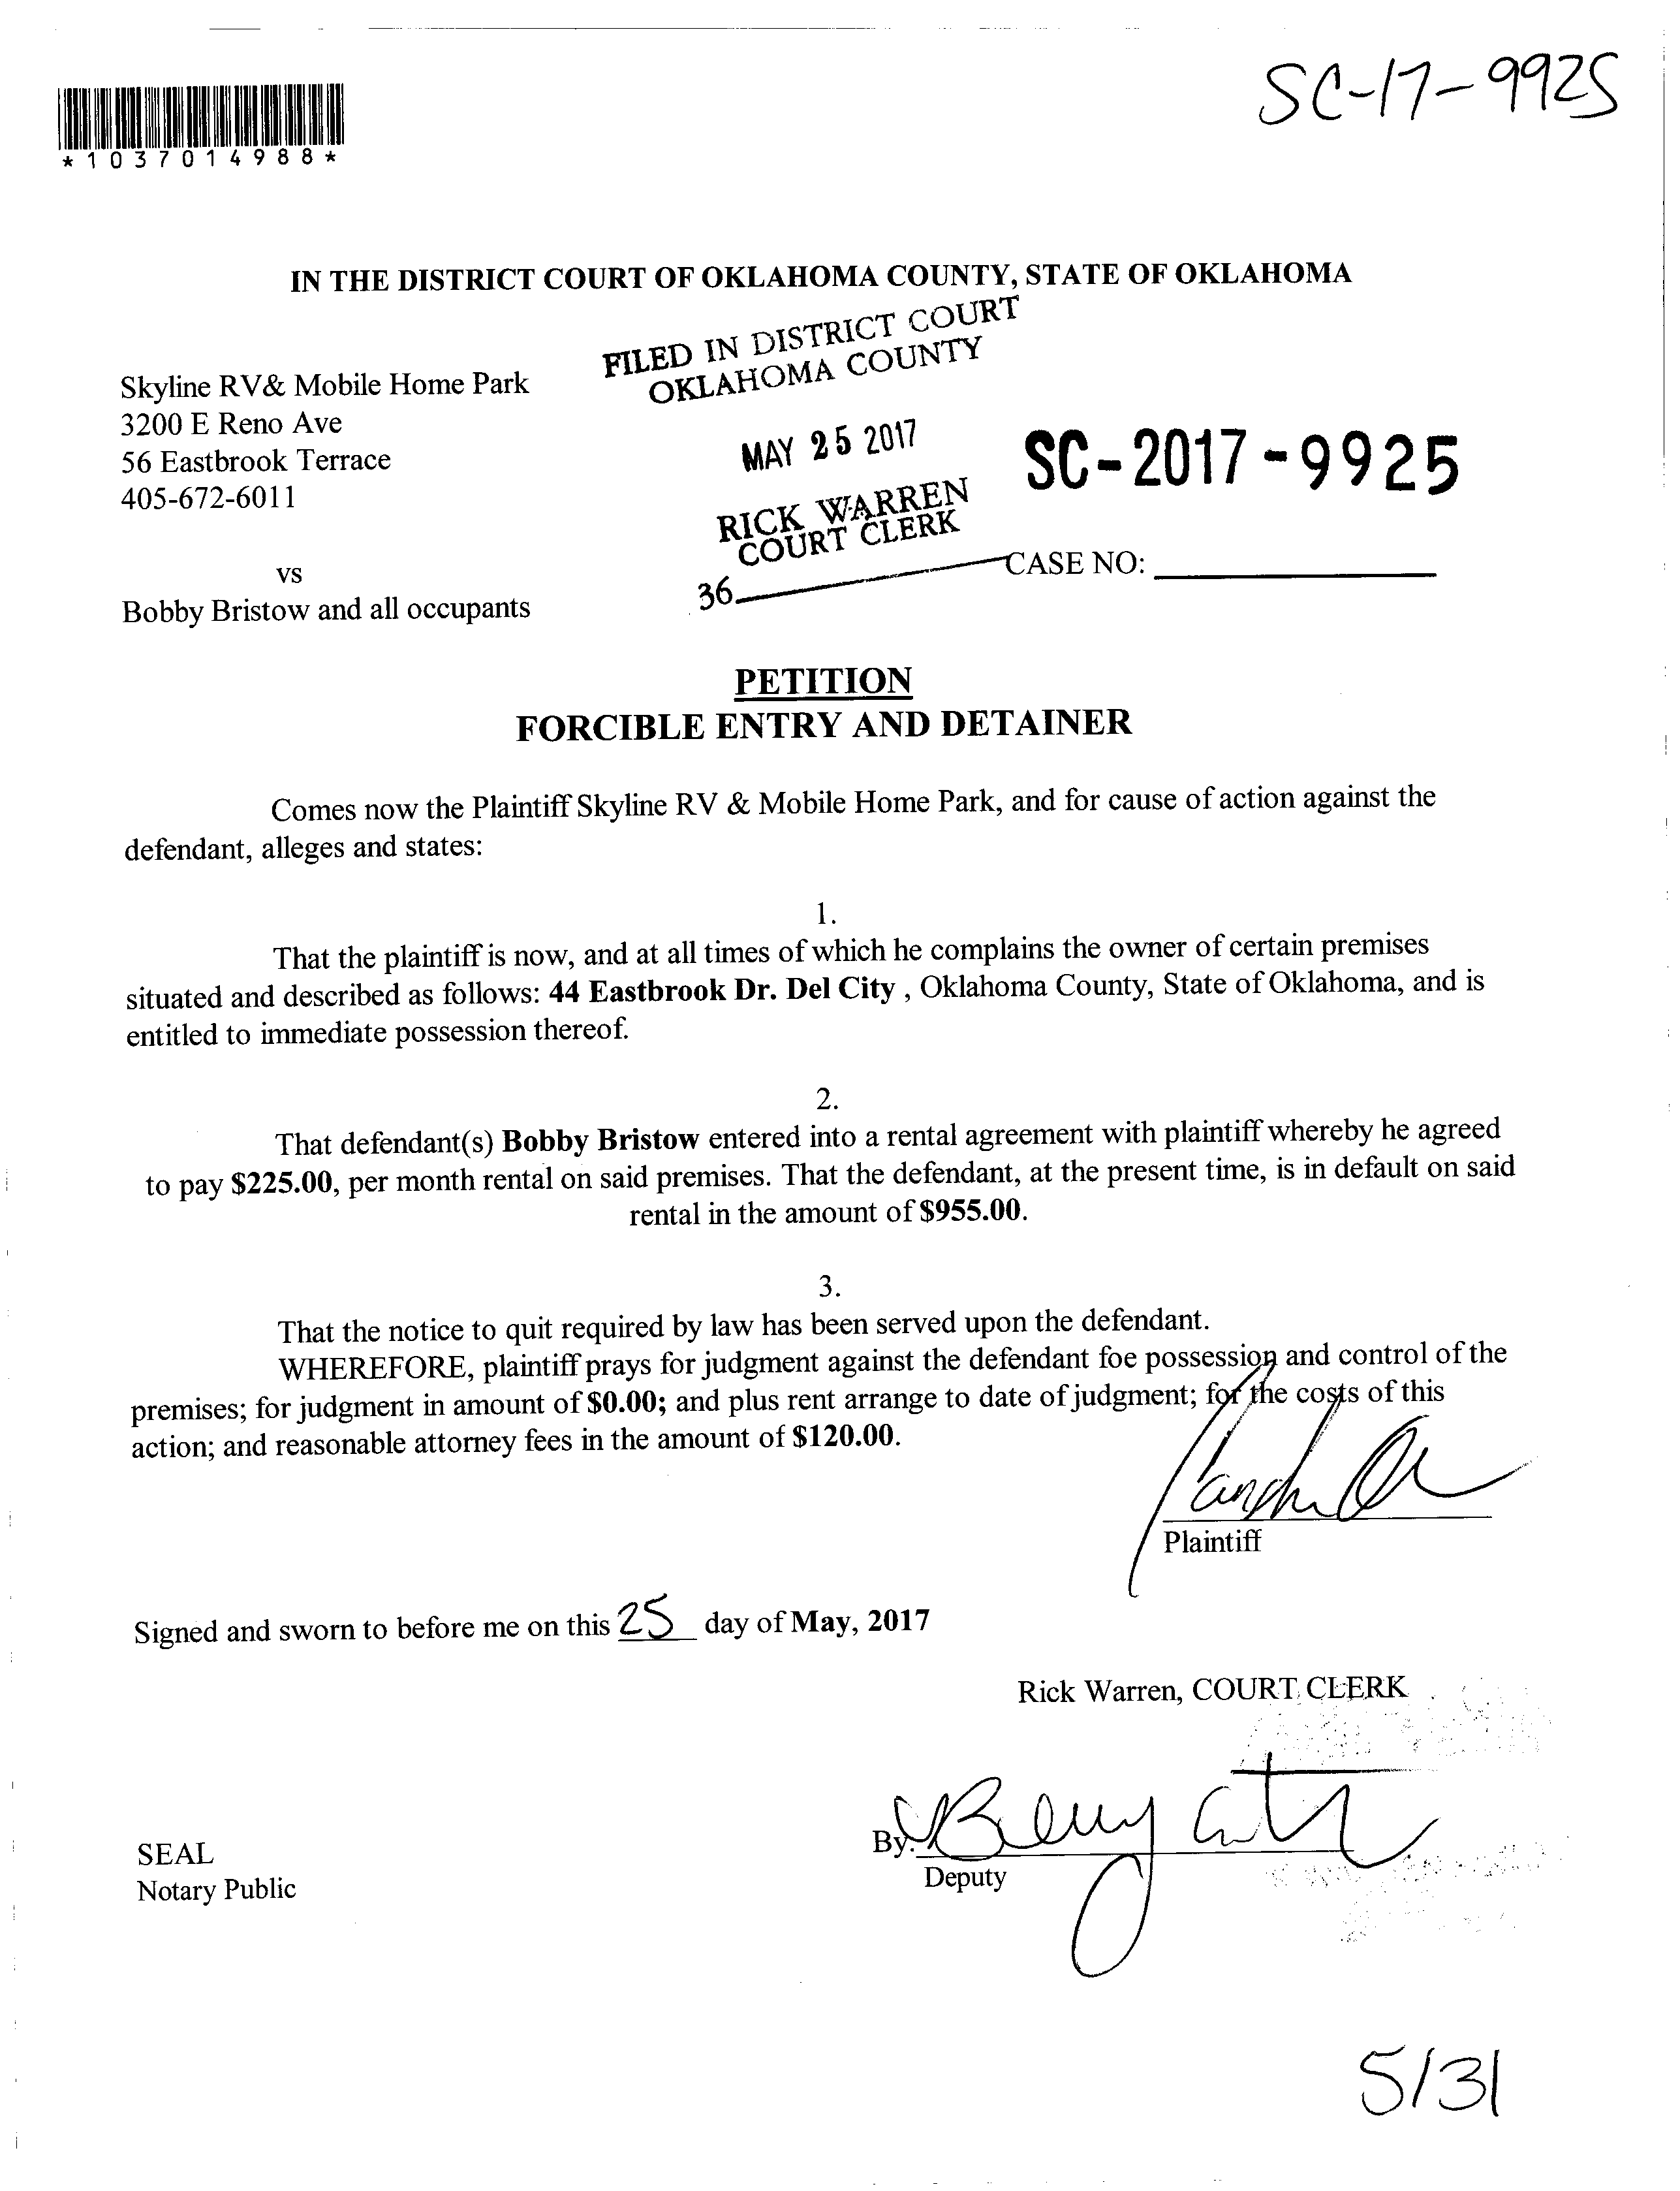 SC-17-9925
*1037014988*
IN THE DISTRICT COURT OF OKLAHOMA COUNTY, STATE OF OKLAHOMA
FILED IN DISTRICT COURT
OKLAHOMA COUNTY
Skyline RV& Mobile Home Park
3200 E Reno Ave
56 Eastbrook Terrace
405-672-6011
MAY 25 2017
SC-2017-9925
RICK WARREN
COURT CLERK
36
CASE NO:
vs
Bobby Bristow and all occupants
PETITION
FORCIBLE ENTRY AND DETAINER
Comes now the Plaintiff Skyline RV & Mobile Home Park, and for cause of action against the
defendant, alleges and states:
1.
That the plaintiff is now, and at all times of which he complains the owner of certain premises
situated and described as follows: 44 Eastbrook Dr. Del City , Oklahoma County, State of Oklahoma, and is
entitled to immediate possession thereof.
2.
That defendant(s) Bobby Bristow entered into a rental agreement with plaintiff whereby he agreed
to pay $225.00, per month rental on said premises. That the defendant, at the present time, is in default on said
rental in the amount of $955.00.
3.
That the notice to quit required by law has been served upon the defendant.
WHEREFORE, plaintiff prays for judgment against the defendant foe possession and control of the
premises; for judgment in amount of $0.00; and plus rent arrange to date of judgment; for the costs of this
action; and reasonable attorney fees in the amount of $120.00.
Plaintiff
Signed and sworn to before me on this 25 day of May, 2017
Rick Warren, COURT CLERK
By:
Deputy
SEAL
Notary Public
5/31